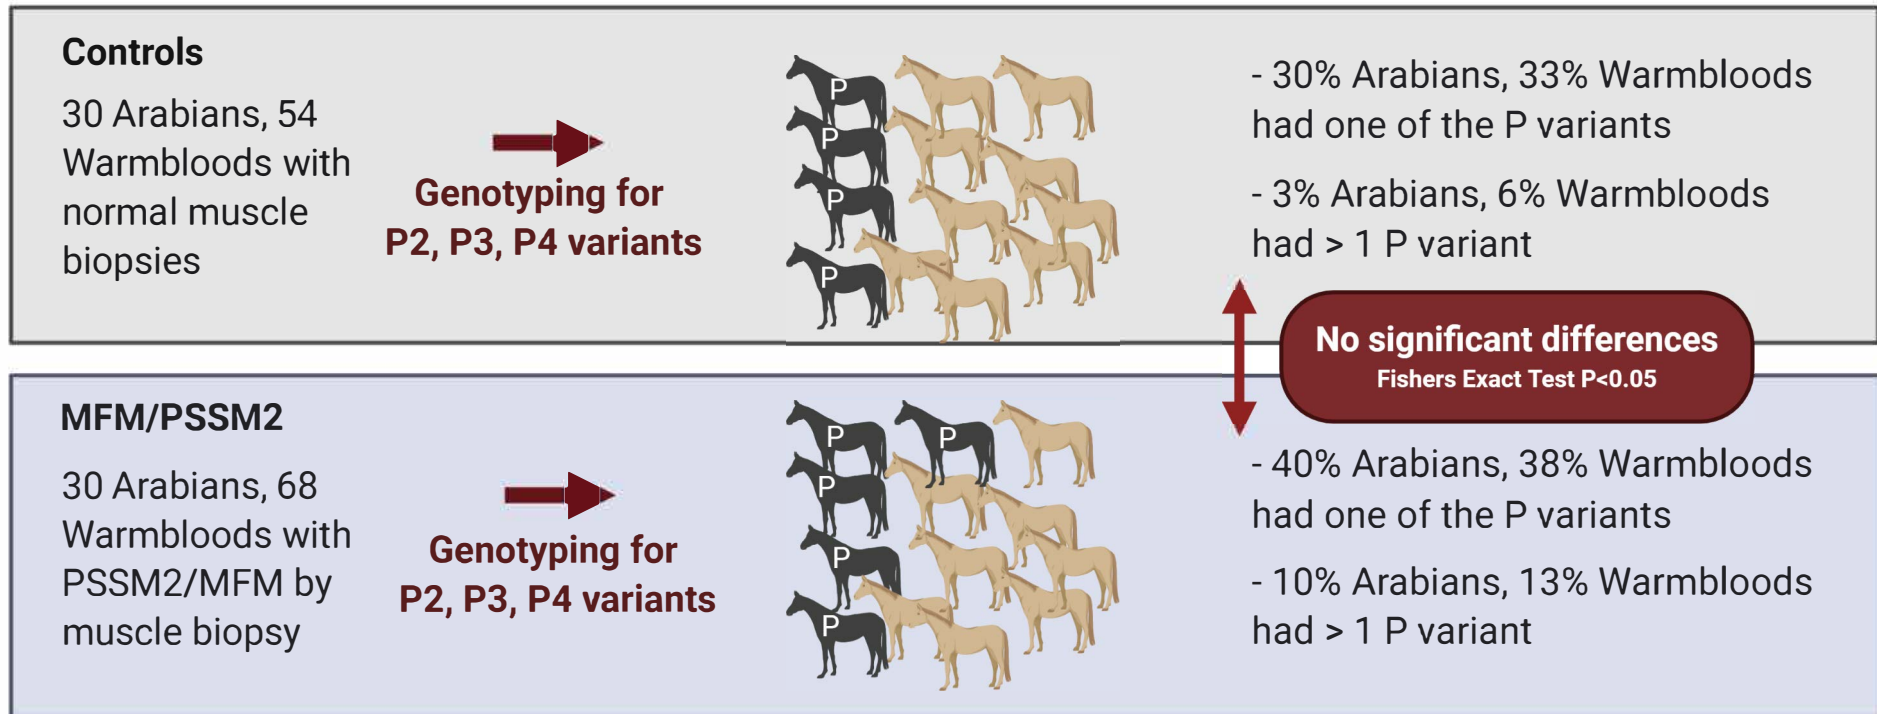 Controls
30 Arabians, 54
Warmbloods with
normal muscle
biopsies
Genotyping for
P2, P3, P4 variants
P
P
P
P
- 30% Arabians, 33% Warmbloods
had one of the P variants
- 3% Arabians, 6% Warmbloods
had > 1 P variant
No significant differences
Fishers Exact Test P<0.05
MFM/PSSM2
30 Arabians, 68
Warmbloods with
PSSM2/MFM by
muscle biopsy
Genotyping for
P2, P3, P4 variants
P
P
P
P
P
- 40% Arabians, 38% Warmbloods
had one of the P variants
- 10% Arabians, 13% Warmbloods
had > 1 P variant